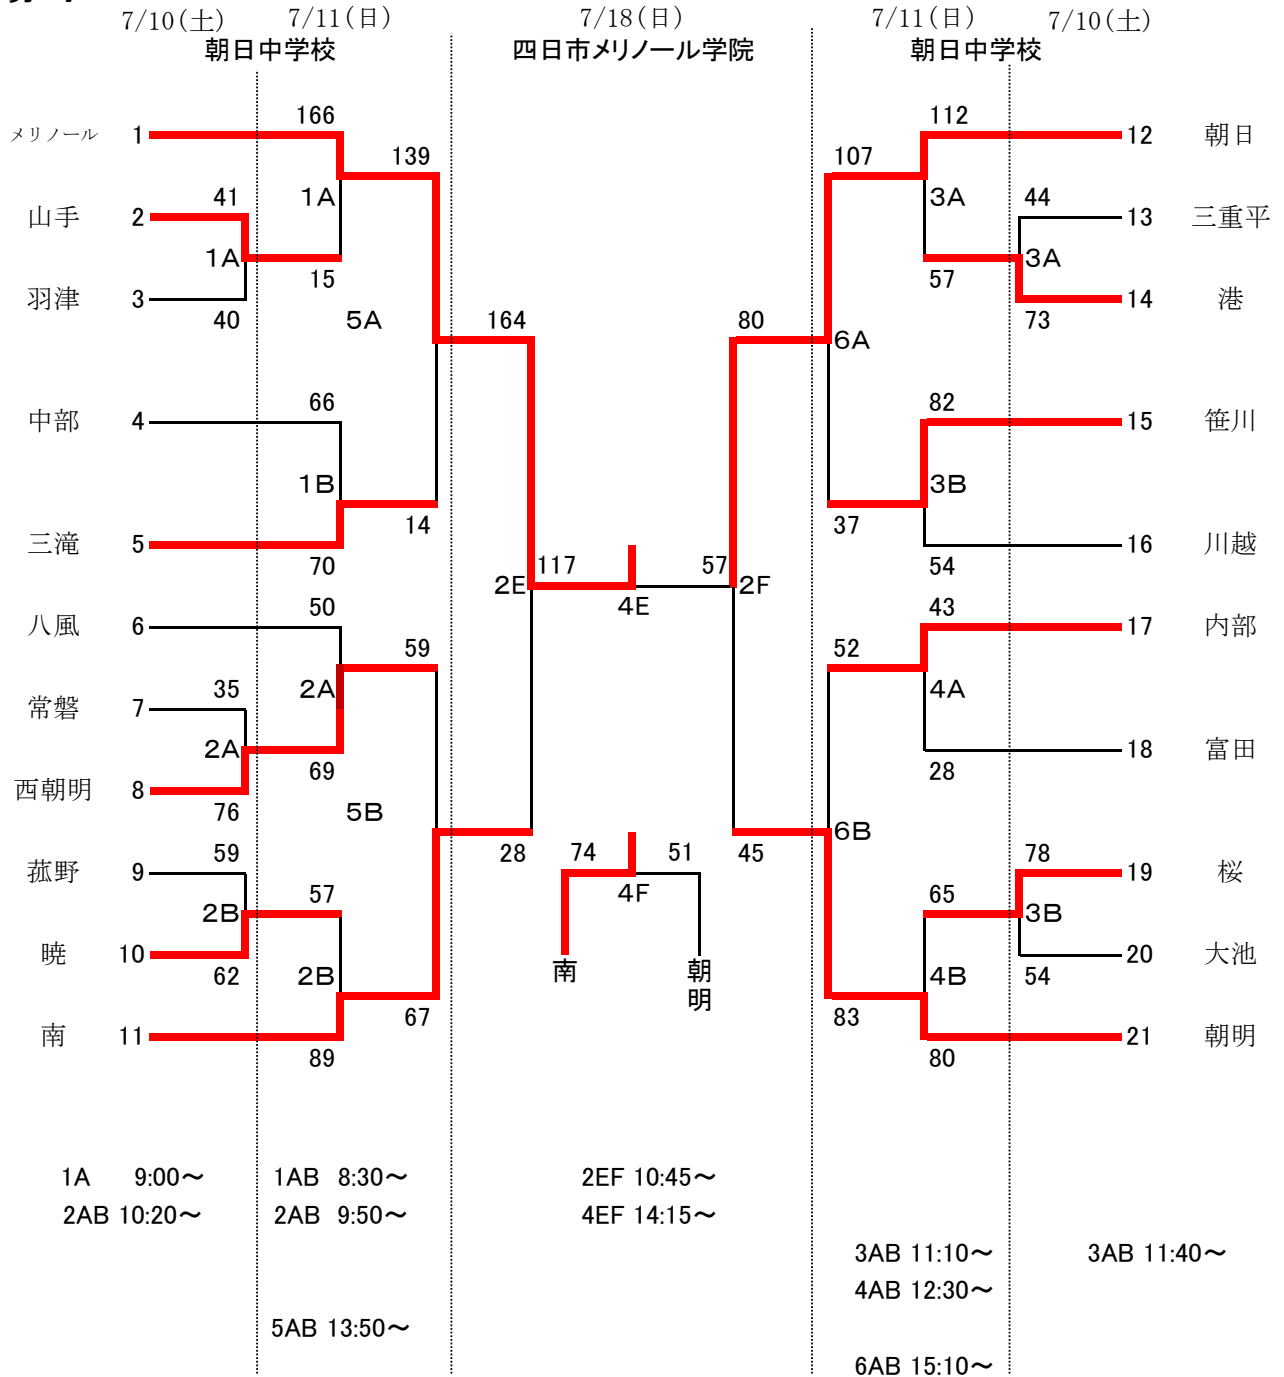 7/10(土) 7/11(日) 7/18(日) 7/11(日) 7/10(土)
朝日中学校 四日市メリノール学院 朝日中学校
166 112
メリノール 1 12 朝日
139 107
41 1A 3A 44
山手 2 13 三重平
1A 3A
15 57
羽津 3 14 港
40 5A 164 80 6A 73
66 82
中部 4 15 笹川
1B 3B
14 37
三滝 5 16 川越
70 117 57 54
2E 2F
50 4E 43
八風 6 17 内部
59 52
35 2A 4A
常磐 7
2A 18 富田
69 28
西朝明 8
76 5B 6B
59 28 74 51 45 78
菰野 9 19 桜
57 4F 65
2B 3B
暁 10 20 大池
62 2B 南 朝明 4B 54
67 83
南 11 21 朝明
89 80
1A 9:00～ 1AB 8:30～ 2EF 10:45～
2AB 10:20～ 2AB 9:50～ 4EF 14:15～
3AB 11:10～ 3AB 11:40～
4AB 12:30～
5AB 13:50～
6AB 15:10～